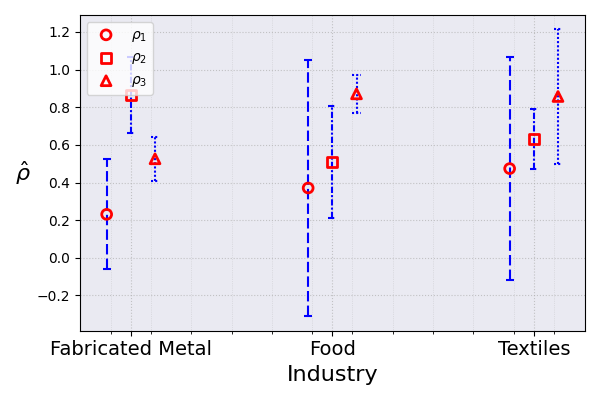 ρ₁
ρ₂
ρ₃
1.2
1.0
0.8
0.6
0.4
0.2
0.0
−0.2
ρ̂
Fabricated Metal Food Textiles
Industry